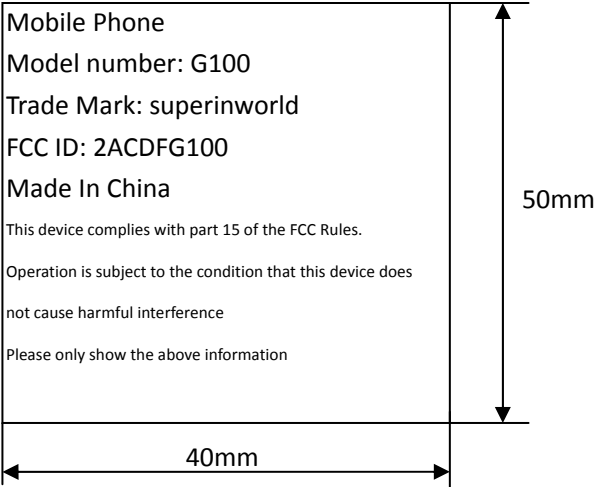 Mobile Phone
Model number: G100
Trade Mark: superinworld
FCC ID: 2ACDFG100
Made In China
This device complies with part 15 of the FCC Rules.
Operation is subject to the condition that this device does
not cause harmful interference
Please only show the above information
50mm
40mm